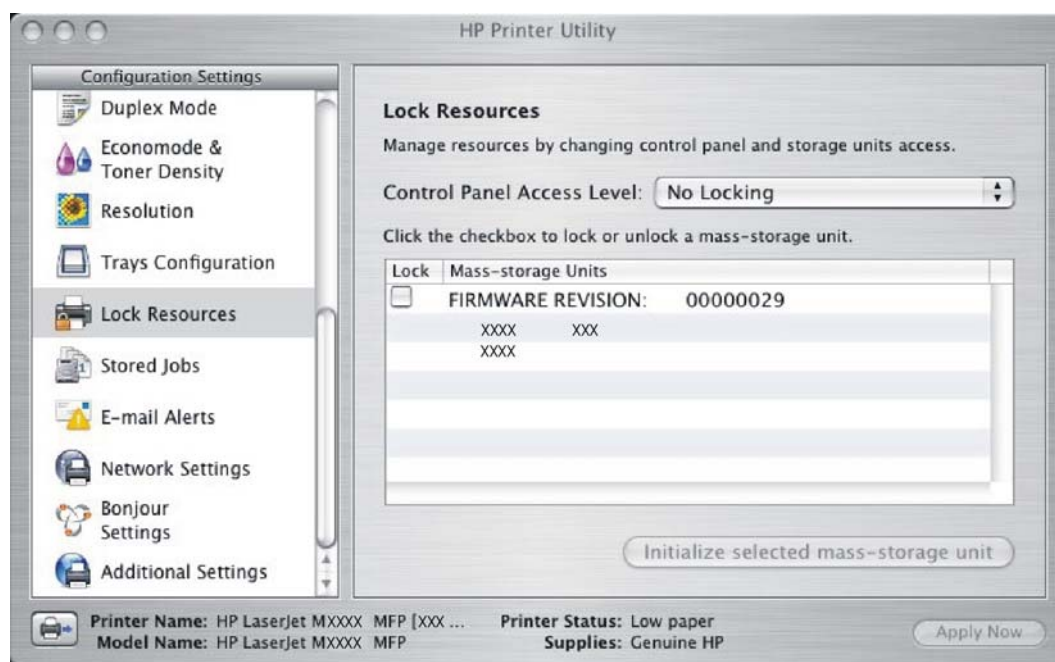 HP Printer Utility
Configuration Settings
Duplex Mode
Economode &
Toner Density
Resolution
Trays Configuration
Lock Resources
Stored Jobs
E-mail Alerts
Network Settings
Bonjour
Settings
Additional Settings
Lock Resources
Manage resources by changing control panel and storage units access.
Control Panel Access Level: No Locking
Click the checkbox to lock or unlock a mass-storage unit.
Lock Mass-storage Units
FIRMWARE REVISION: 00000029
XXXX XXX
XXXX
Initialize selected mass-storage unit
Printer Name: HP LaserJet MXXXX MFP [XXX ... Printer Status: Low paper
Model Name: HP LaserJet MXXXX MFP Supplies: Genuine HP
Apply Now